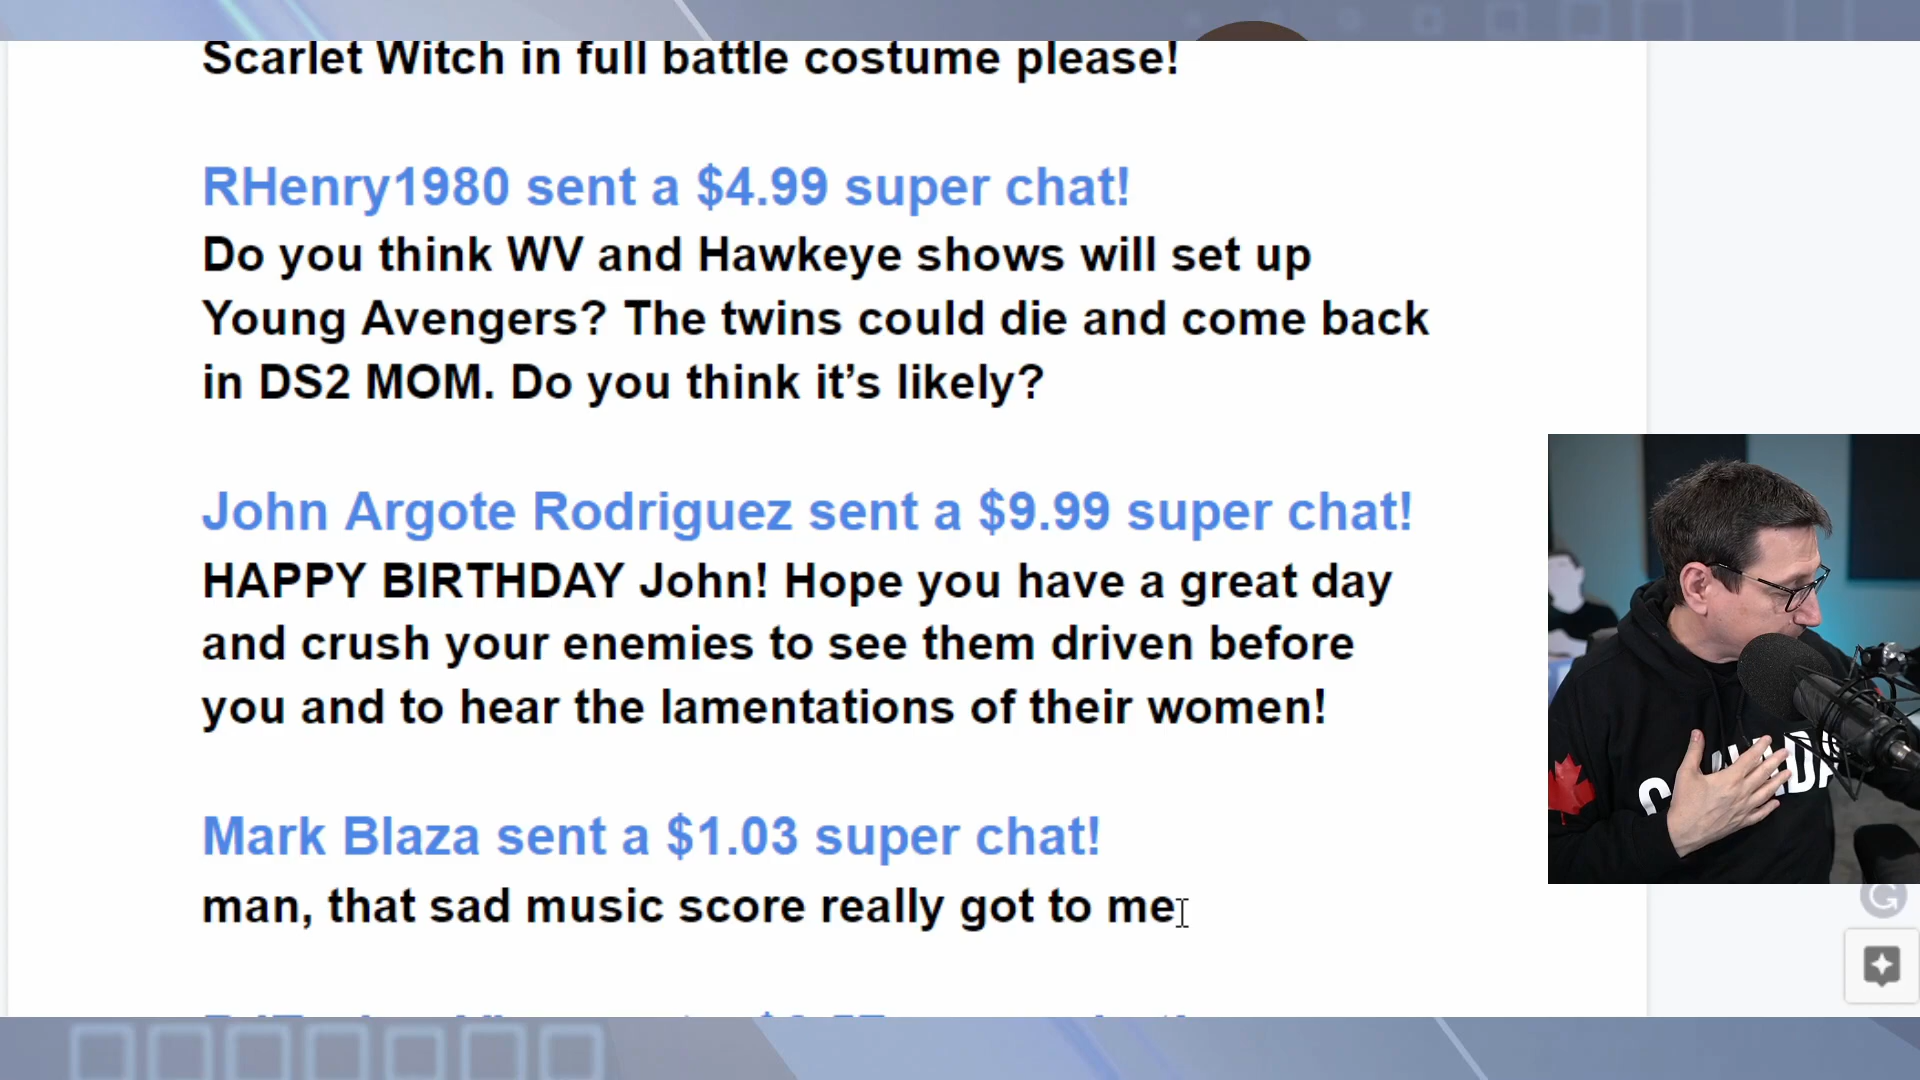 Scarlet Witch in full battle costume please!
RHenry1980 sent a $4.99 super chat!
Do you think WV and Hawkeye shows will set up
Young Avengers? The twins could die and come back
in DS2 MOM. Do you think it’s likely?
John Argote Rodriguez sent a $9.99 super chat!
HAPPY BIRTHDAY John! Hope you have a great day
and crush your enemies to see them driven before
you and to hear the lamentations of their women!
Mark Blaza sent a $1.03 super chat!
man, that sad music score really got to me